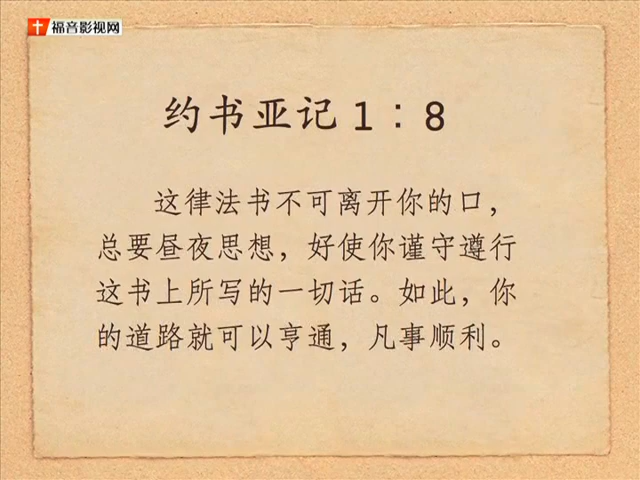 福音影视网
约书亚记 1：8
这律法书不可离开你的口，
总要昼夜思想，好使你谨守遵行
这书上所写的一切话。如此，你
的道路就可以亨通，凡事顺利。